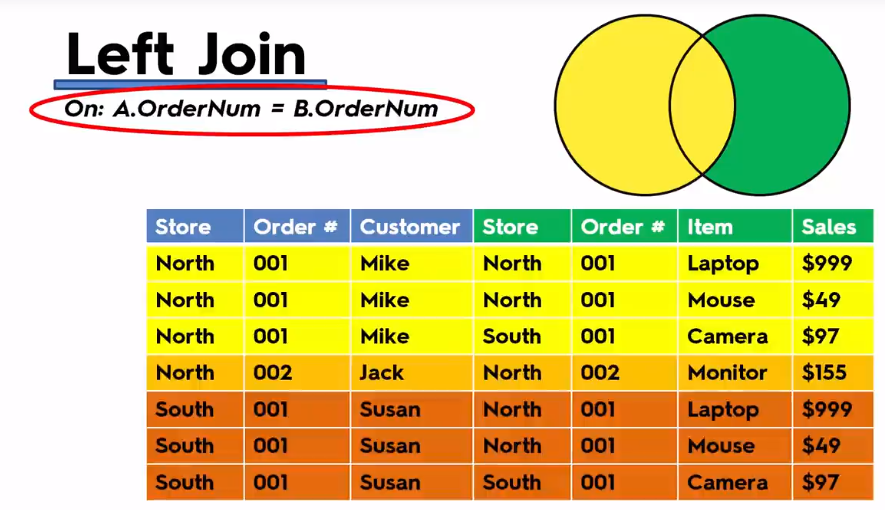 Left Join
On: A.OrderNum = B.OrderNum
Store Order # Customer Store Order # Item Sales
North 001 Mike North 001 Laptop $999
North 001 Mike North 001 Mouse $49
North 001 Mike South 001 Camera $97
North 002 Jack North 002 Monitor $155
South 001 Susan North 001 Laptop $999
South 001 Susan North 001 Mouse $49
South 001 Susan South 001 Camera $97